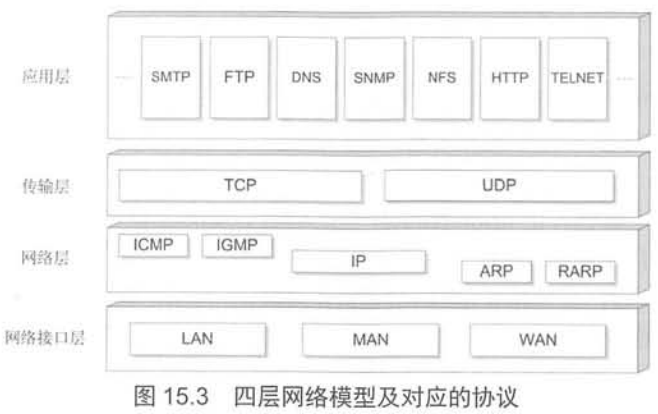 应用层
SMTP FTP DNS SNMP NFS HTTP TELNET
传输层
TCP UDP
网络层
ICMP IGMP IP ARP RARP
网络接口层
LAN MAN WAN
图 15.3 四层网络模型及对应的协议